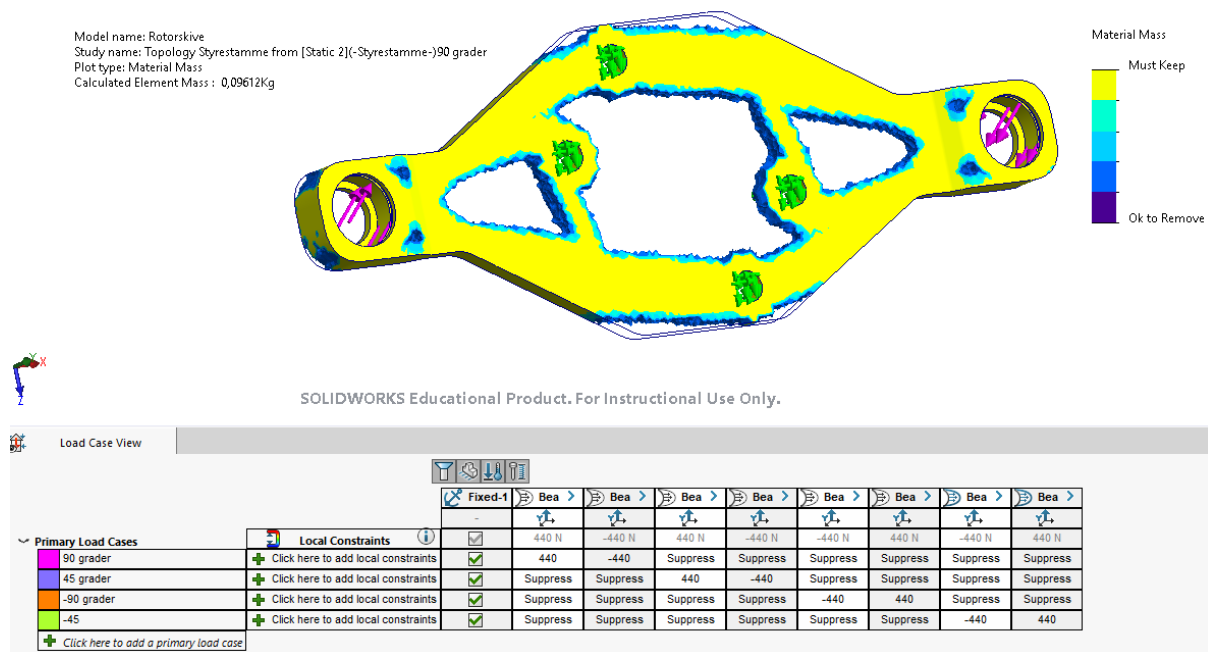 Model name: Rotorskive
Study name: Topology Styrestamme from [Static 2](-Styrestamme-)90 grader
Plot type: Material Mass
Calculated Element Mass : 0,09612Kg
Material Mass
Must Keep
Ok to Remove
Y
X
Z
SOLIDWORKS Educational Product. For Instructional Use Only.
Load Case View
Fixed-1 Bea > Bea > Bea > Bea > Bea > Bea > Bea > Bea >
-
Primary Load Cases Local Constraints 440 N -440 N 440 N -440 N 440 N -440 N 440 N -440 N
90 grader Click here to add local constraints 440 -440 Suppress Suppress Suppress Suppress Suppress Suppress
45 grader Click here to add local constraints Suppress Suppress 440 -440 Suppress Suppress Suppress Suppress
-90 grader Click here to add local constraints Suppress Suppress Suppress Suppress -440 440 Suppress Suppress
-45 Click here to add local constraints Suppress Suppress Suppress Suppress Suppress Suppress -440 440
Click here to add a primary load case